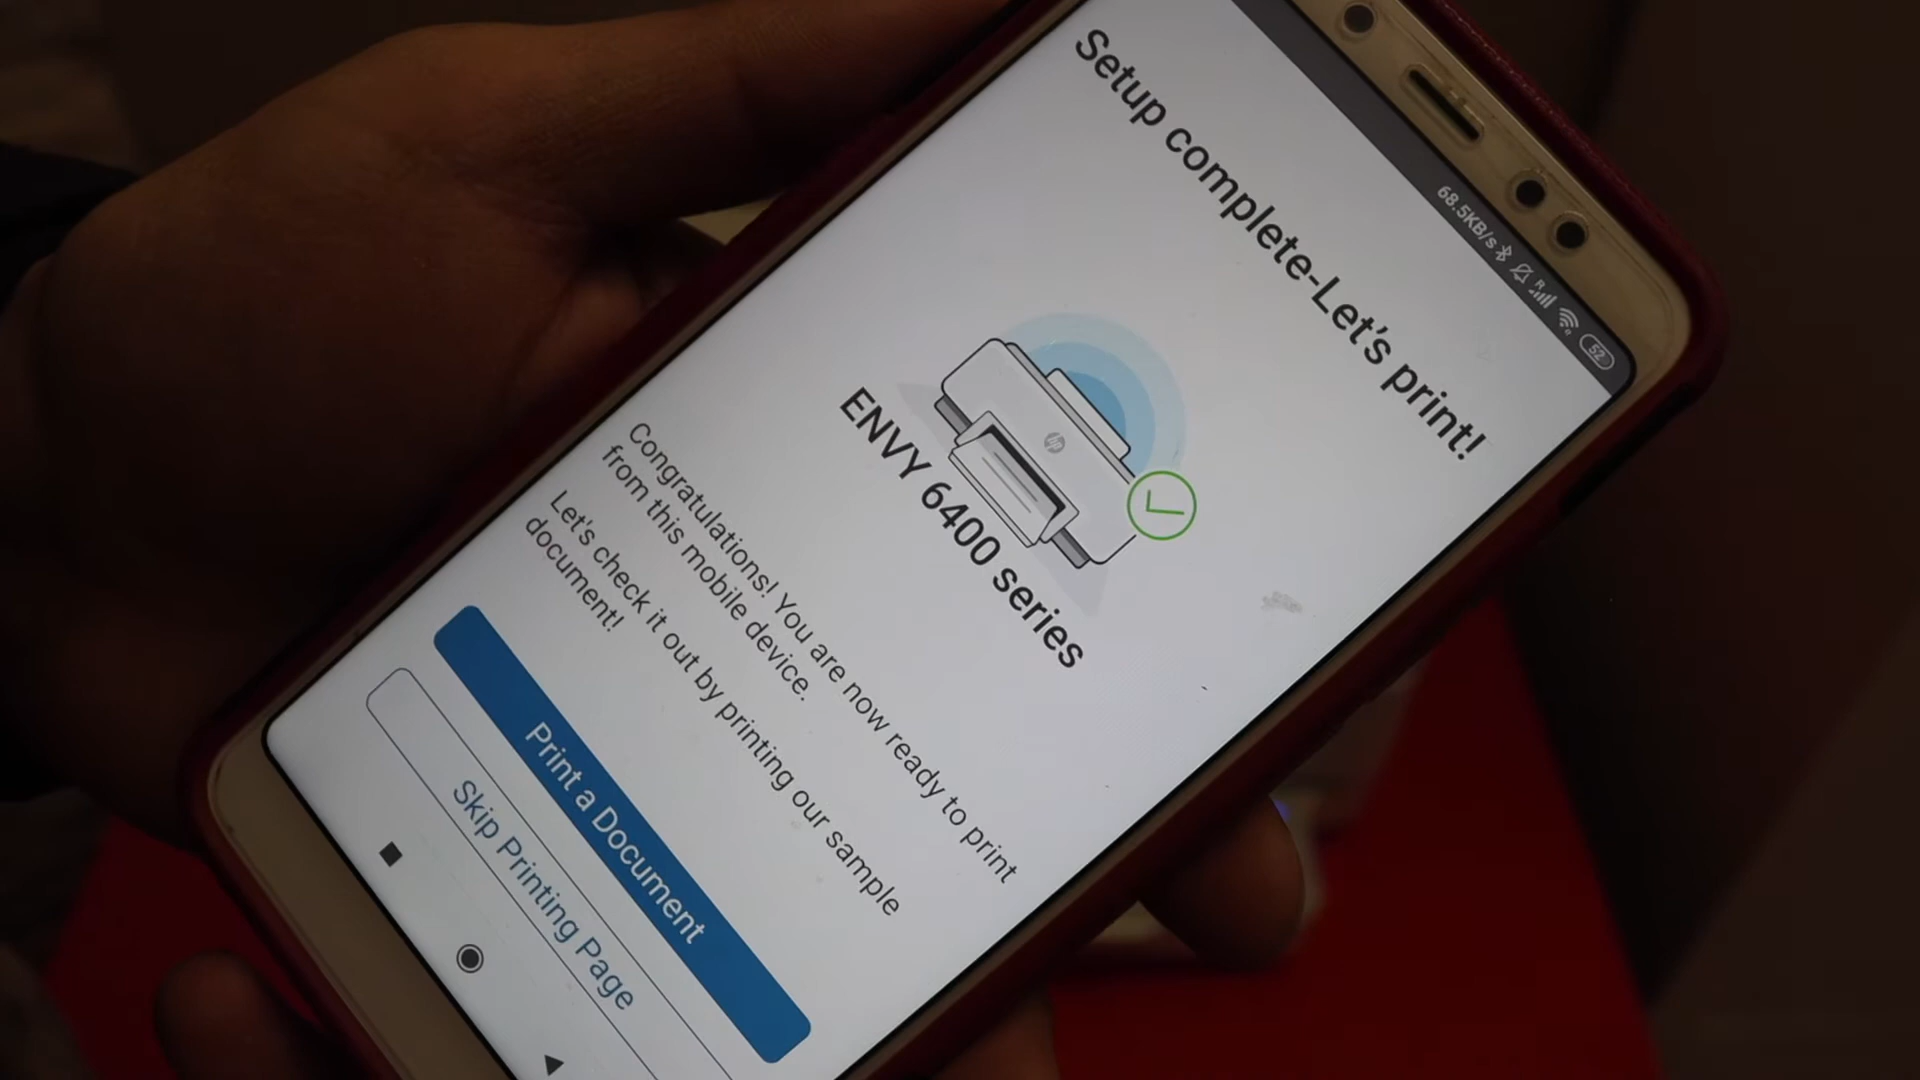 68.5KB/s R 52
Setup complete-Let's print!
hp
ENVY 6400 series
Congratulations! You are now ready to print
from this mobile device.
Let's check it out by printing our sample
document!
Print a Document
Skip Printing Page